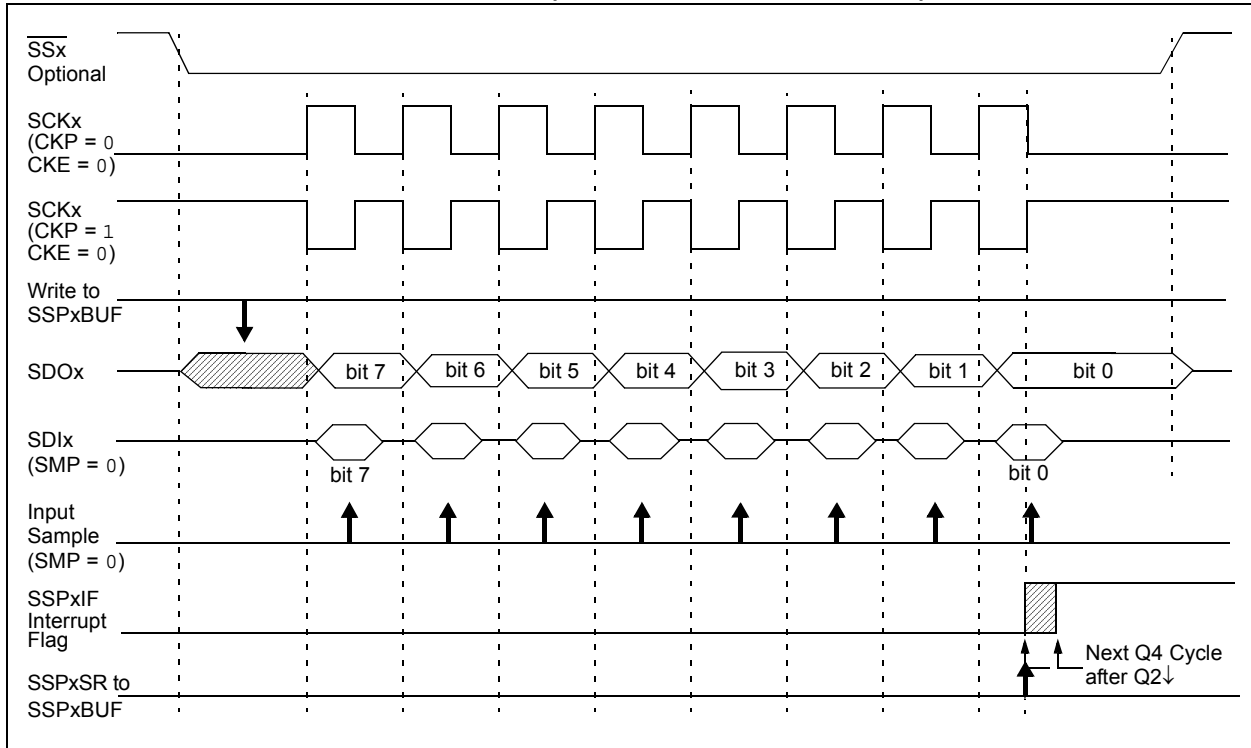 SSx
Optional
SCKx
(CKP = 0
CKE = 0)
SCKx
(CKP = 1
CKE = 0)
Write to
SSPxBUF
SDOx
bit 7
bit 6
bit 5
bit 4
bit 3
bit 2
bit 1
bit 0
SDIx
(SMP = 0)
bit 7
bit 0
Input
Sample
(SMP = 0)
SSPxIF
Interrupt
Flag
Next Q4 Cycle
after Q2↓
SSPxSR to
SSPxBUF